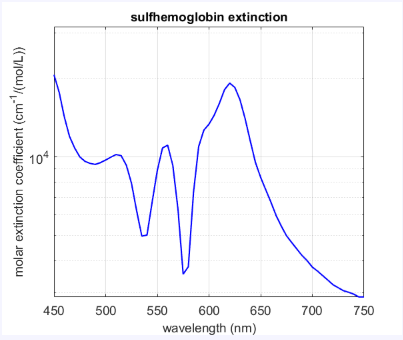 sulfhemoglobin extinction
molar extinction coefficient (cm⁻¹/(mol/L))
10⁴
450 500 550 600 650 700 750
wavelength (nm)